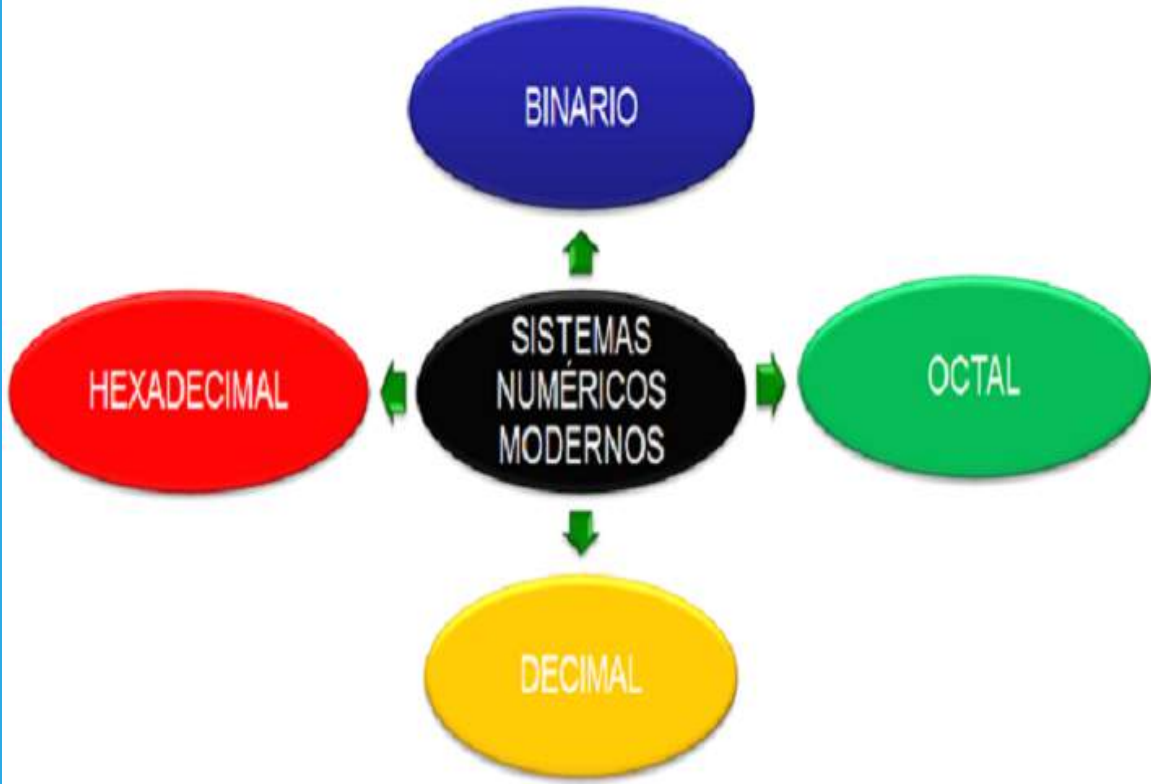 BINARIO
HEXADECIMAL
SISTEMAS
NUMÉRICOS
MODERNOS
OCTAL
DECIMAL